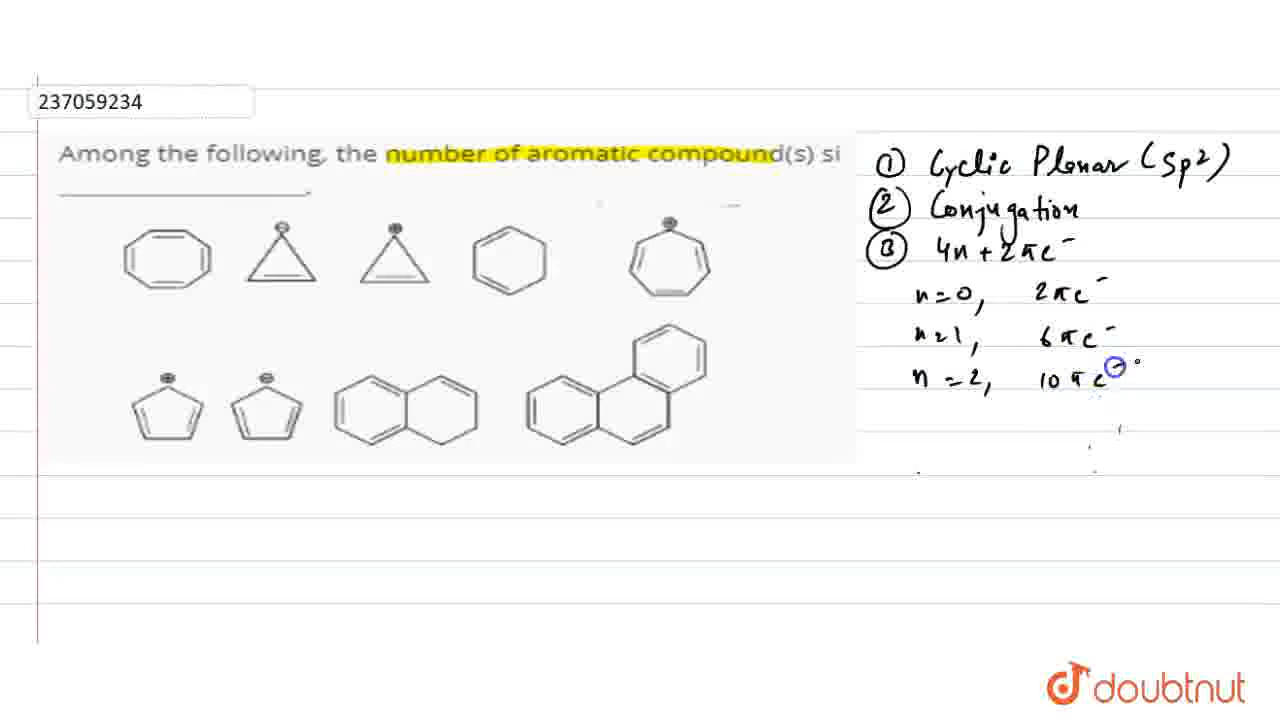 237059234
Among the following, the number of aromatic compound(s) si
① Cyclic Planar (Sp²)
② Conjugation
③ 4n + 2πe⁻
n = 0, 2πe⁻
n = 1, 6πe⁻
n = 2, 10πe⁻
⊖ ⊕ ⊕
⊕ ⊖
doubtnut